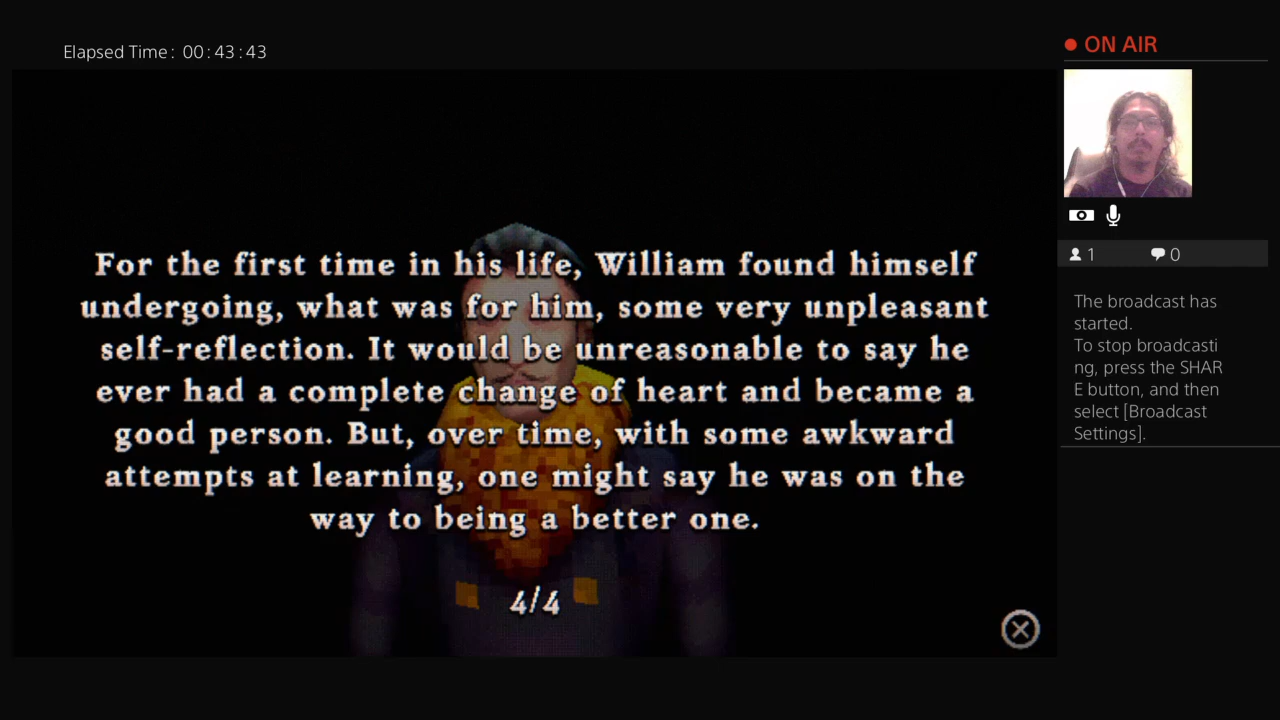 Elapsed Time: 00:43:43
ON AIR
For the first time in his life, William found himself
undergoing, what was for him, some very unpleasant
self-reflection. It would be unreasonable to say he
ever had a complete change of heart and became a
good person. But, over time, with some awkward
attempts at learning, one might say he was on the
way to being a better one.
4/4
1
0
The broadcast has
started.
To stop broadcasti
ng, press the SHAR
E button, and then
select [Broadcast
Settings].